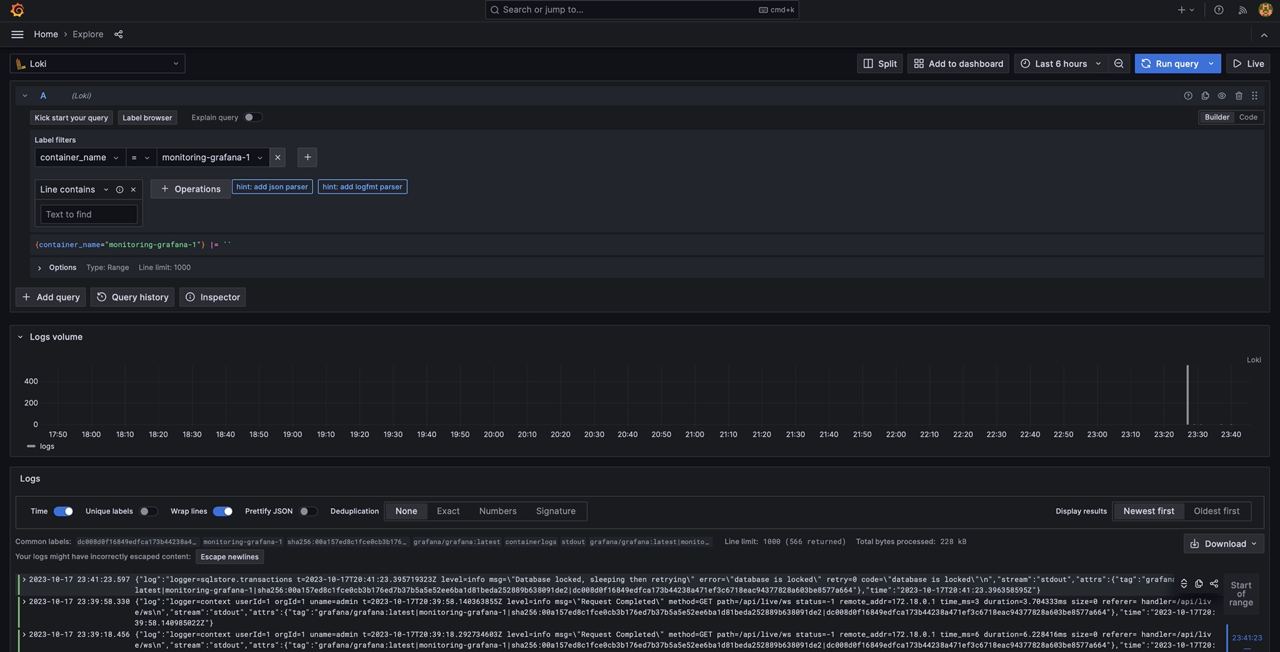 Search or jump to...
cmd+k
Home
Explore
Loki
Split
Add to dashboard
Last 6 hours
Run query
Live
A
(Loki)
Kick start your query
Label browser
Explain query
Builder
Code
Label filters
container_name
=
monitoring-grafana-1
Line contains
Operations
hint: add json parser
hint: add logfmt parser
Text to find
{container_name="monitoring-grafana-1"} |= ``
Options
Type: Range
Line limit: 1000
Add query
Query history
Inspector
Logs volume
Loki
400
200
0
17:50 18:00 18:10 18:20 18:30 18:40 18:50 19:00 19:10 19:20 19:30 19:40 19:50 20:00 20:10 20:20 20:30 20:40 20:50 21:00 21:10 21:20 21:30 21:40 21:50 22:00 22:10 22:20 22:30 22:40 22:50 23:00 23:10 23:20 23:30 23:40
logs
Logs
Time
Unique labels
Wrap lines
Prettify JSON
Deduplication
None
Exact
Numbers
Signature
Display results
Newest first
Oldest first
Common labels: dc008d0f16849edfca173b44238a4… monitoring-grafana-1 sha256:00a157ed8c1fce0cb3b176… grafana/grafana:latest containerlogs stdout grafana/grafana:latest|monito… Line limit: 1000 (566 returned) Total bytes processed: 228 kB
Download
Your logs might have incorrectly escaped content:
Escape newlines
2023-10-17 23:41:23.597 {"log":"logger=sqlstore.transactions t=2023-10-17T20:41:23.395719323Z level=info msg=\"Database locked, sleeping then retrying\" error=\"database is locked\" retry=0 code=\"database is locked\"\n","stream":"stdout","attrs":{"tag":"grafana
latest|monitoring-grafana-1|sha256:00a157ed8c1fce0cb3b176ed7b37b5a5e52ee6ba1d81beda252889b638091de2|dc008d0f16849edfca173b44238a471ef3c6718eac94377828a603be8577a664"},"time":"2023-10-17T20:41:23.396358595Z"}
2023-10-17 23:39:58.330 {"log":"logger=context userId=1 orgId=1 uname=admin t=2023-10-17T20:39:58.140363855Z level=info msg=\"Request Completed\" method=GET path=/api/live/ws status=-1 remote_addr=172.18.0.1 time_ms=3 duration=3.704333ms size=0 referer= handler=/api/liv
e/ws\n","stream":"stdout","attrs":{"tag":"grafana/grafana:latest|monitoring-grafana-1|sha256:00a157ed8c1fce0cb3b176ed7b37b5a5e52ee6ba1d81beda252889b638091de2|dc008d0f16849edfca173b44238a471ef3c6718eac94377828a603be8577a664"},"time":"2023-10-17T20:
39:58.140985022Z"}
2023-10-17 23:39:18.456 {"log":"logger=context userId=1 orgId=1 uname=admin t=2023-10-17T20:39:18.292734603Z level=info msg=\"Request Completed\" method=GET path=/api/live/ws status=-1 remote_addr=172.18.0.1 time_ms=6 duration=6.228416ms size=0 referer= handler=/api/liv
e/ws\n","stream":"stdout","attrs":{"tag":"grafana/grafana:latest|monitoring-grafana-1|sha256:00a157ed8c1fce0cb3b176ed7b37b5a5e52ee6ba1d81beda252889b638091de2|dc008d0f16849edfca173b44238a471ef3c6718eac94377828a603be8577a664"},"time":"2023-10-17T20:
Start
of
range
23:41:23